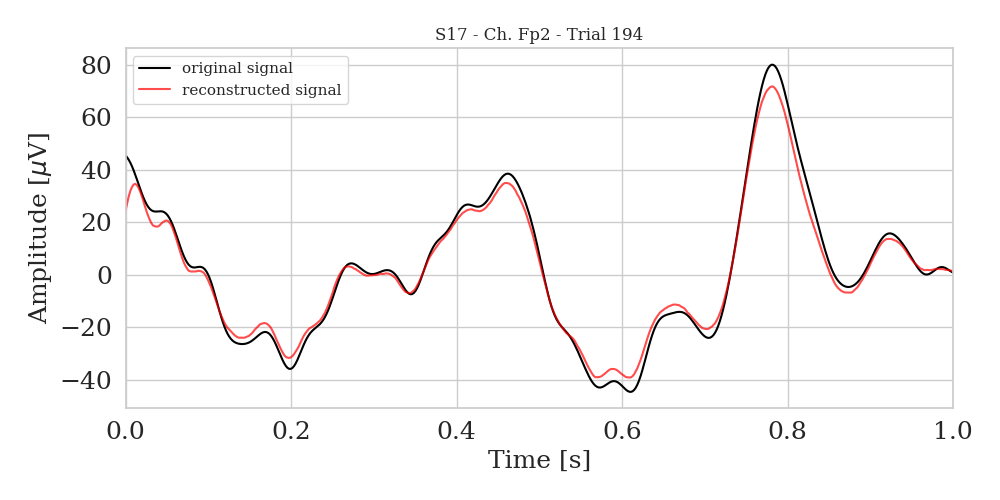 S17 - Ch. Fp2 - Trial 194
original signal
reconstructed signal
Amplitude [μV]
80
60
40
20
0
−20
−40
0.0 0.2 0.4 0.6 0.8 1.0
Time [s]